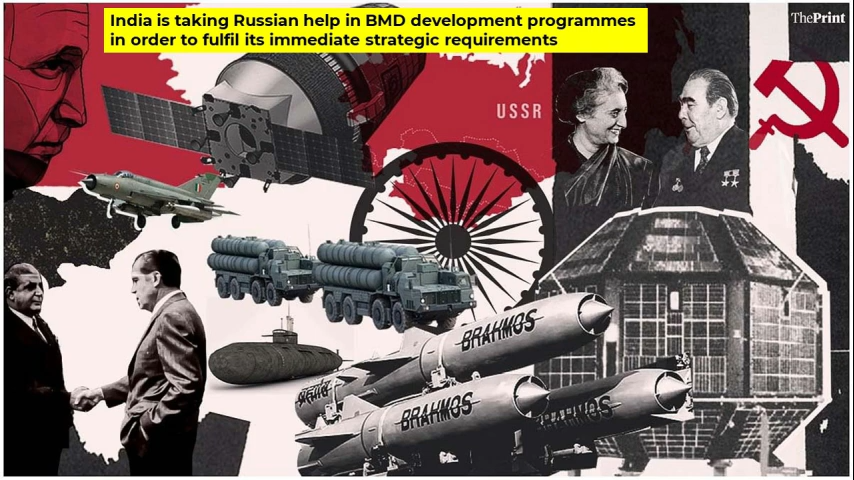 India is taking Russian help in BMD development programmes
in order to fulfil its immediate strategic requirements
ThePrint
USSR
BRAHMOS
BRAHMOS
BRAHMOS